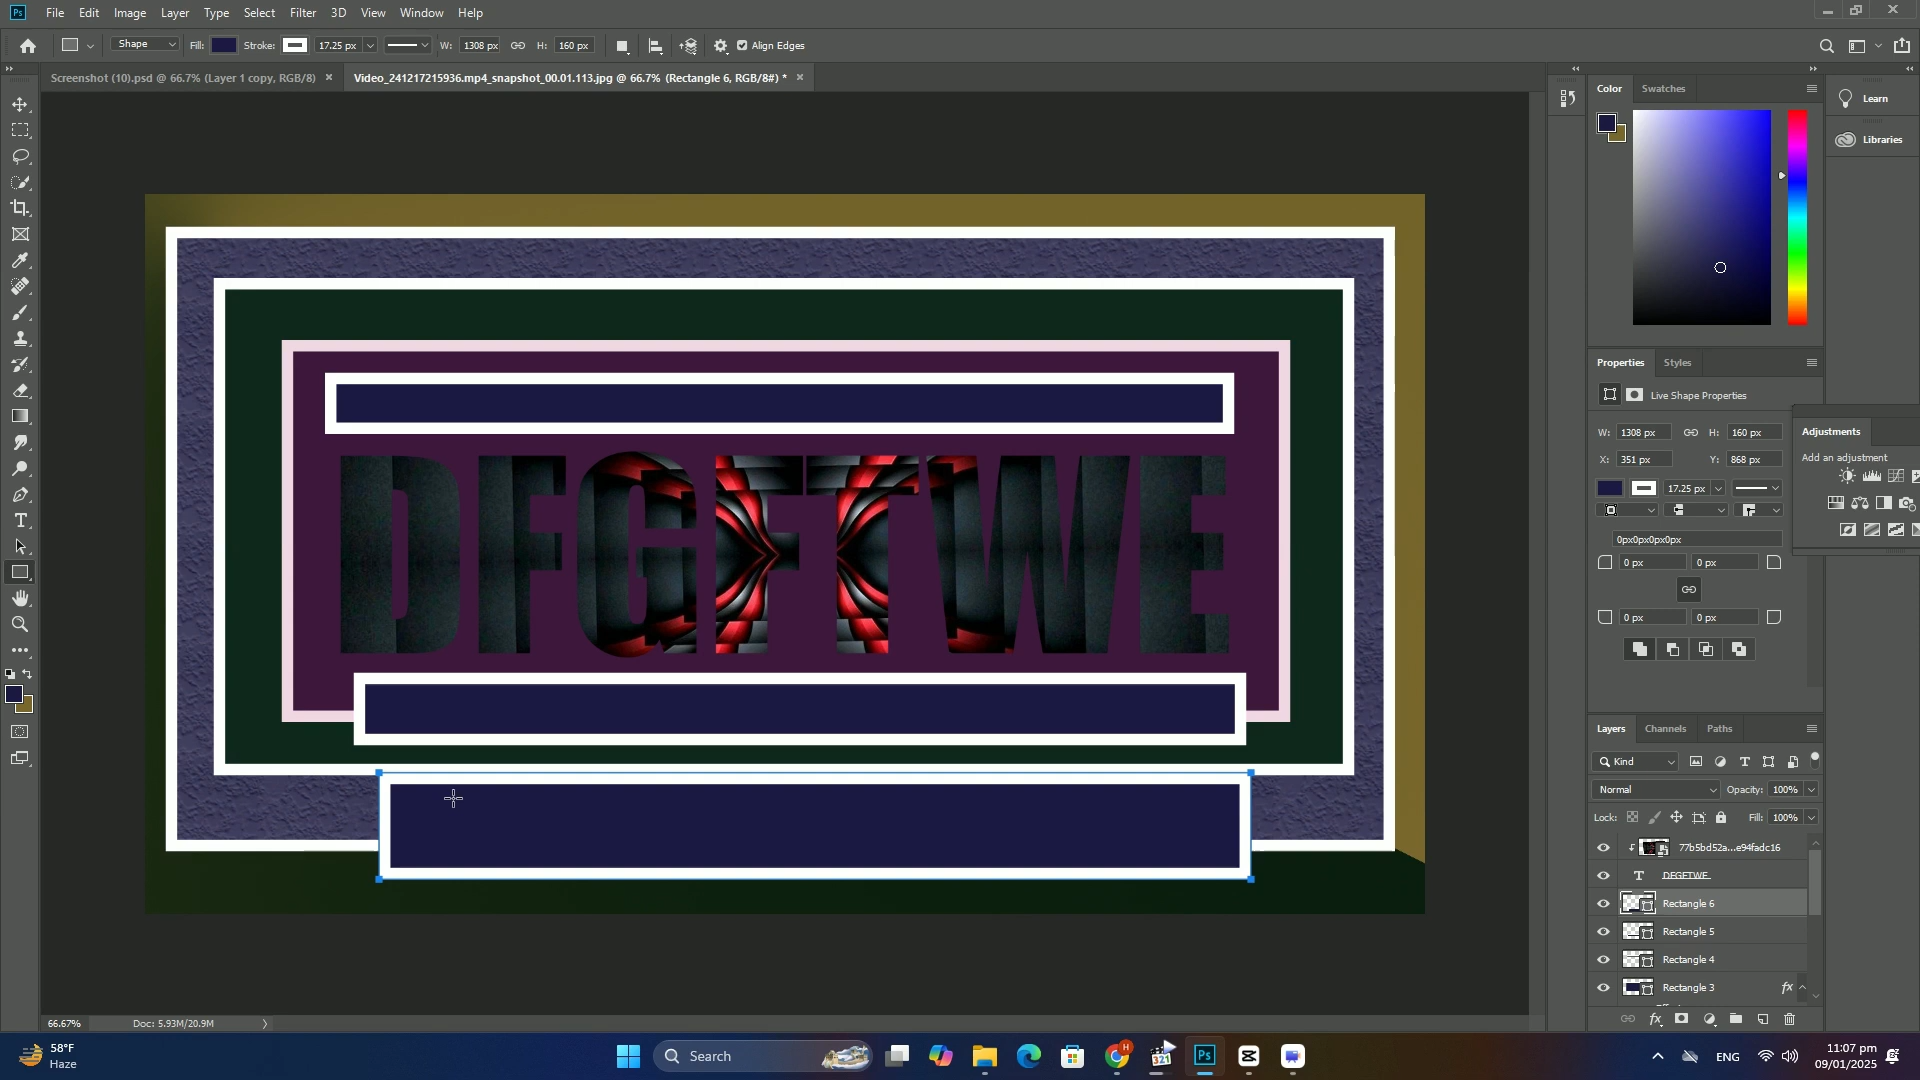 Ps File Edit Image Layer Type Select Filter 3D View Window Help
Shape Fill: Stroke: 17.25 px W: 1308 px H: 160 px Align Edges
Screenshot (10).psd @ 66.7% (Layer 1 copy, RGB/8) × Video_241217215936.mp4_snapshot_00.01.113.jpg @ 66.7% (Rectangle 6, RGB/8#) * ×
Color Swatches
Learn
Libraries
DFGFTWE
Properties Styles
Live Shape Properties
W: 1308 px H: 160 px
X: 351 px Y: 868 px
17.25 px
0px0px0px0px
0 px 0 px
0 px 0 px
Adjustments
Add an adjustment
Layers Channels Paths
Kind
Normal Opacity: 100%
Lock: Fill: 100%
77b5bd52a...e94fadc16
T DFGFTWE
Rectangle 6
Rectangle 5
Rectangle 4
Rectangle 3 fx
fx
66.67% Doc: 5.93M/20.9M
58°F
Haze
Search
321
H
Ps
ENG
11:07 pm
09/01/2025